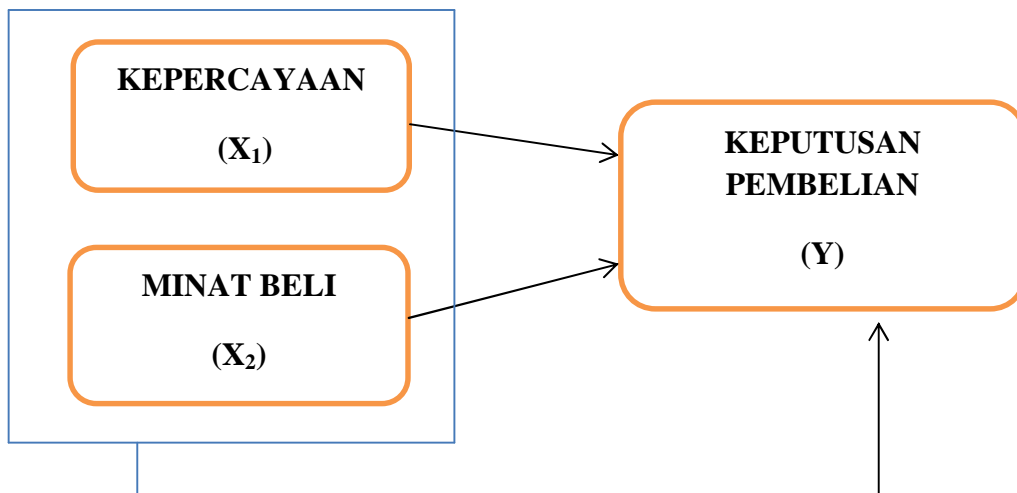 KEPERCAYAAN
(X₁)
MINAT BELI
(X₂)
KEPUTUSAN
PEMBELIAN
(Y)